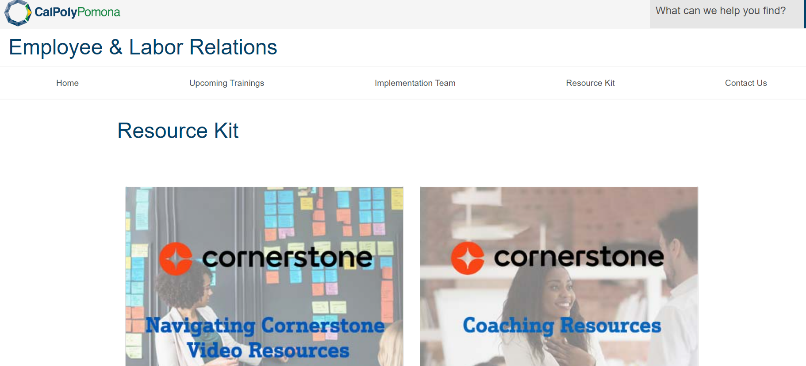 CalPolyPomona
What can we help you find?
Employee & Labor Relations
Home
Upcoming Trainings
Implementation Team
Resource Kit
Contact Us
Resource Kit
cornerstone
Navigating Cornerstone
Video Resources
cornerstone
Coaching Resources